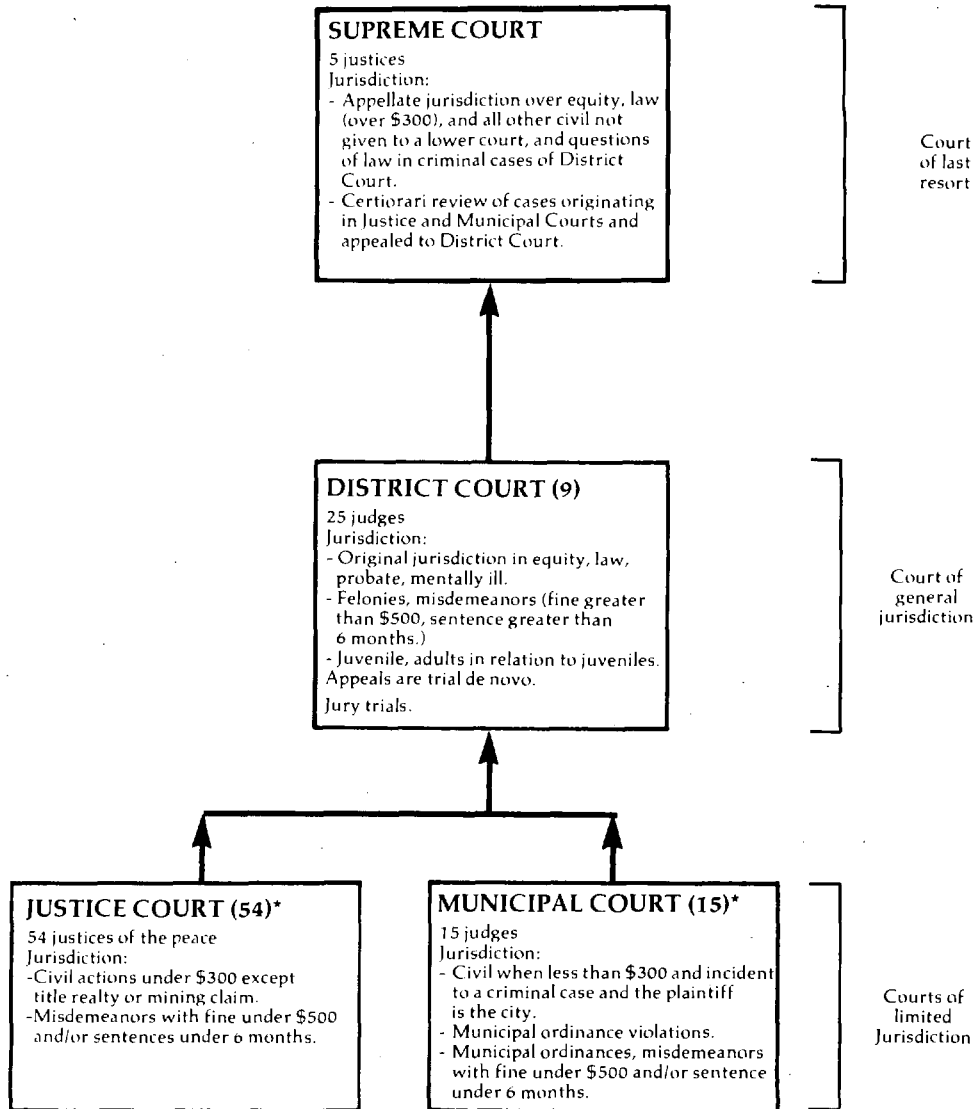 SUPREME COURT
5 justices
Jurisdiction:
- Appellate jurisdiction over equity, law
(over $300), and all other civil not
given to a lower court, and questions
of law in criminal cases of District
Court.
- Certiorari review of cases originating
in Justice and Municipal Courts and
appealed to District Court.
Court
of last
resort
DISTRICT COURT (9)
25 judges
Jurisdiction:
- Original jurisdiction in equity, law,
probate, mentally ill.
- Felonies, misdemeanors (fine greater
than $500, sentence greater than
6 months.)
- Juvenile, adults in relation to juveniles.
Appeals are trial de novo.
Jury trials.
Court of
general
jurisdiction
JUSTICE COURT (54)*
54 justices of the peace
Jurisdiction:
-Civil actions under $300 except
title realty or mining claim.
-Misdemeanors with fine under $500
and/or sentences under 6 months.
MUNICIPAL COURT (15)*
15 judges
Jurisdiction:
- Civil when less than $300 and incident
to a criminal case and the plaintiff
is the city.
- Municipal ordinance violations.
- Municipal ordinances, misdemeanors
with fine under $500 and/or sentence
under 6 months.
Courts of
limited
Jurisdiction